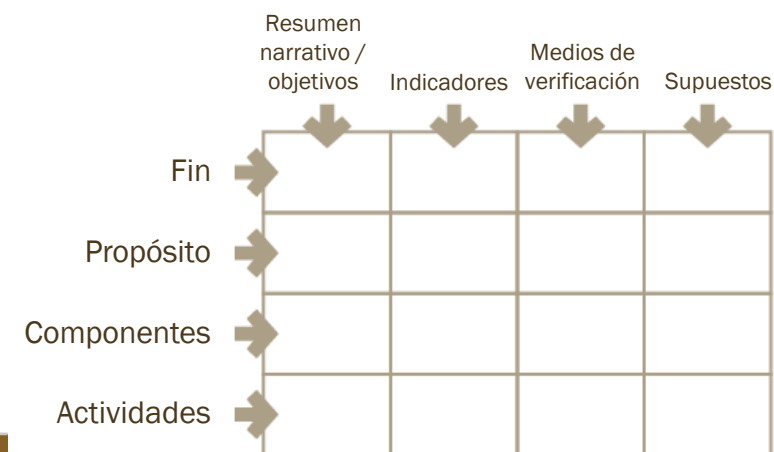 Resumen
narrativo /
objetivos
Indicadores
Medios de
verificación
Supuestos
Fin
Propósito
Componentes
Actividades